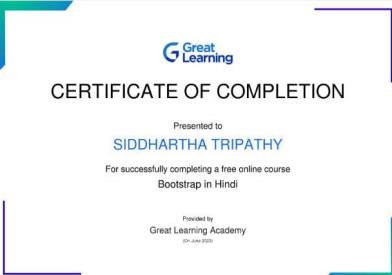 Great
Learning
CERTIFICATE OF COMPLETION
Presented to
SIDDHARTHA TRIPATHY
For successfully completing a free online course
Bootstrap in Hindi
Provided by
Great Learning Academy
(On June 2023)